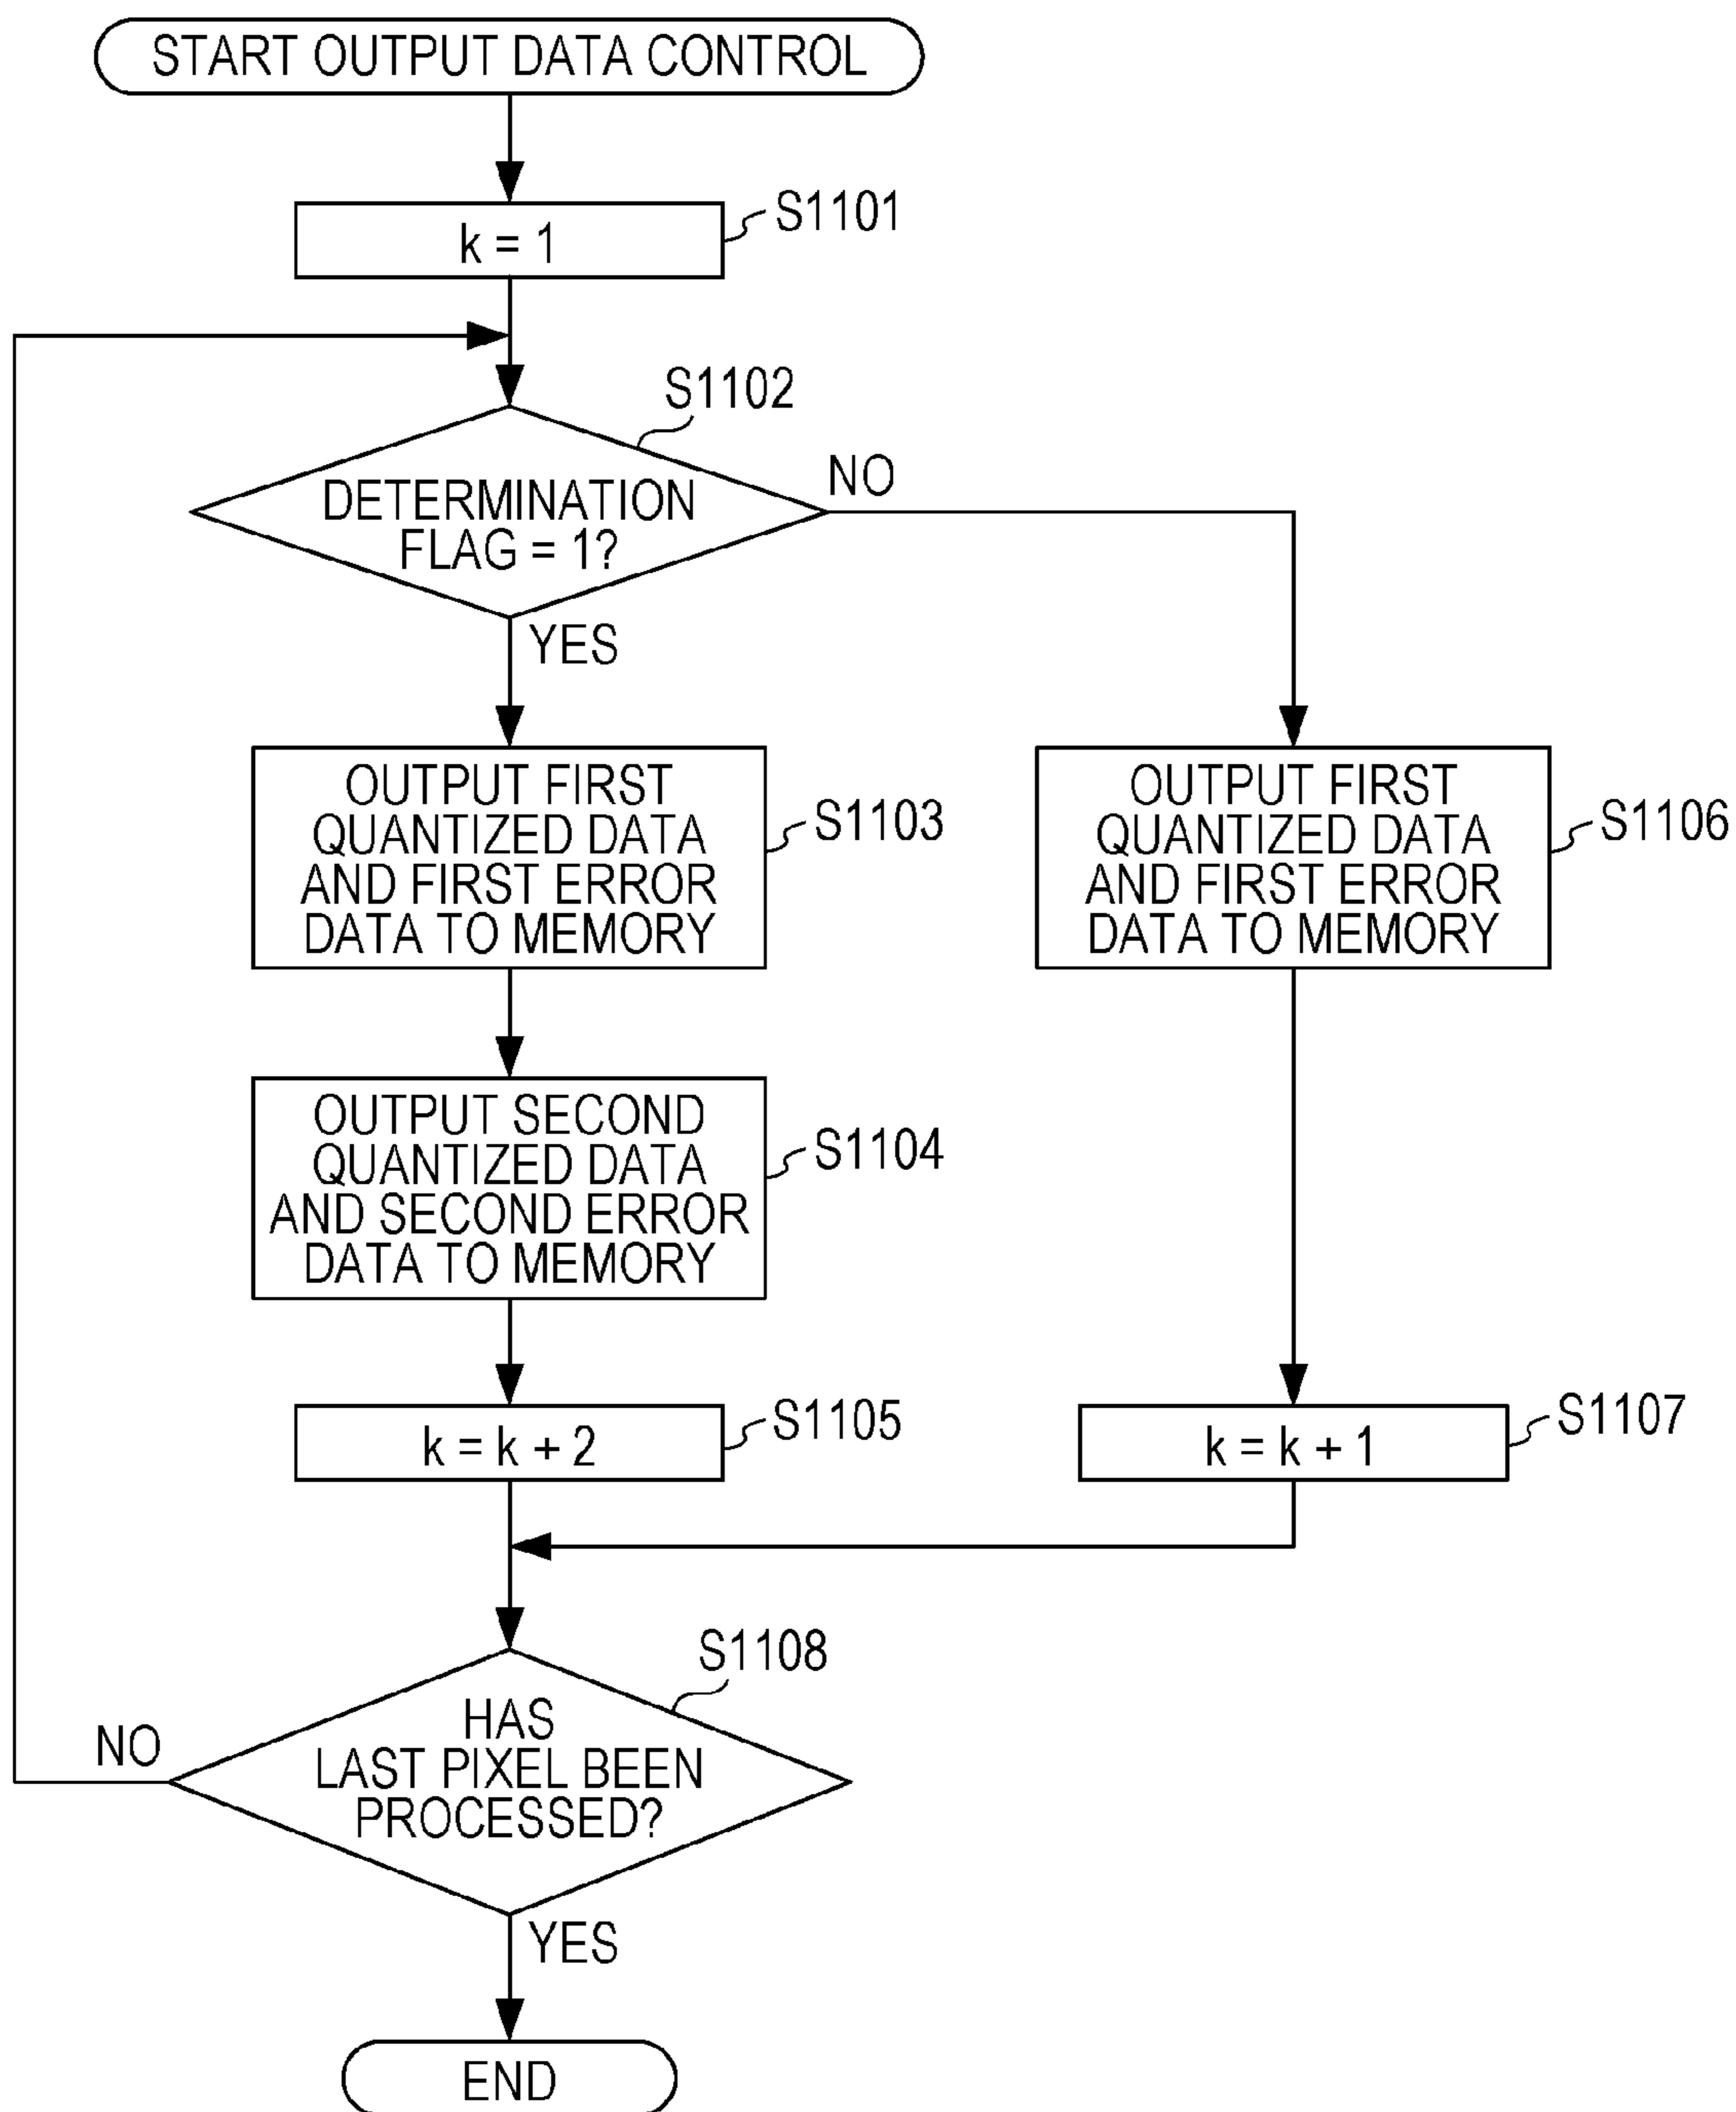 START OUTPUT DATA CONTROL
S1101
k = 1
S1102
DETERMINATION
FLAG = 1?
NO
YES
OUTPUT FIRST
QUANTIZED DATA
AND FIRST ERROR
DATA TO MEMORY
S1103
OUTPUT FIRST
QUANTIZED DATA
AND FIRST ERROR
DATA TO MEMORY
S1106
OUTPUT SECOND
QUANTIZED DATA
AND SECOND ERROR
DATA TO MEMORY
S1104
k = k + 2
S1105
k = k + 1
S1107
S1108
HAS
LAST PIXEL BEEN
PROCESSED?
NO
YES
END